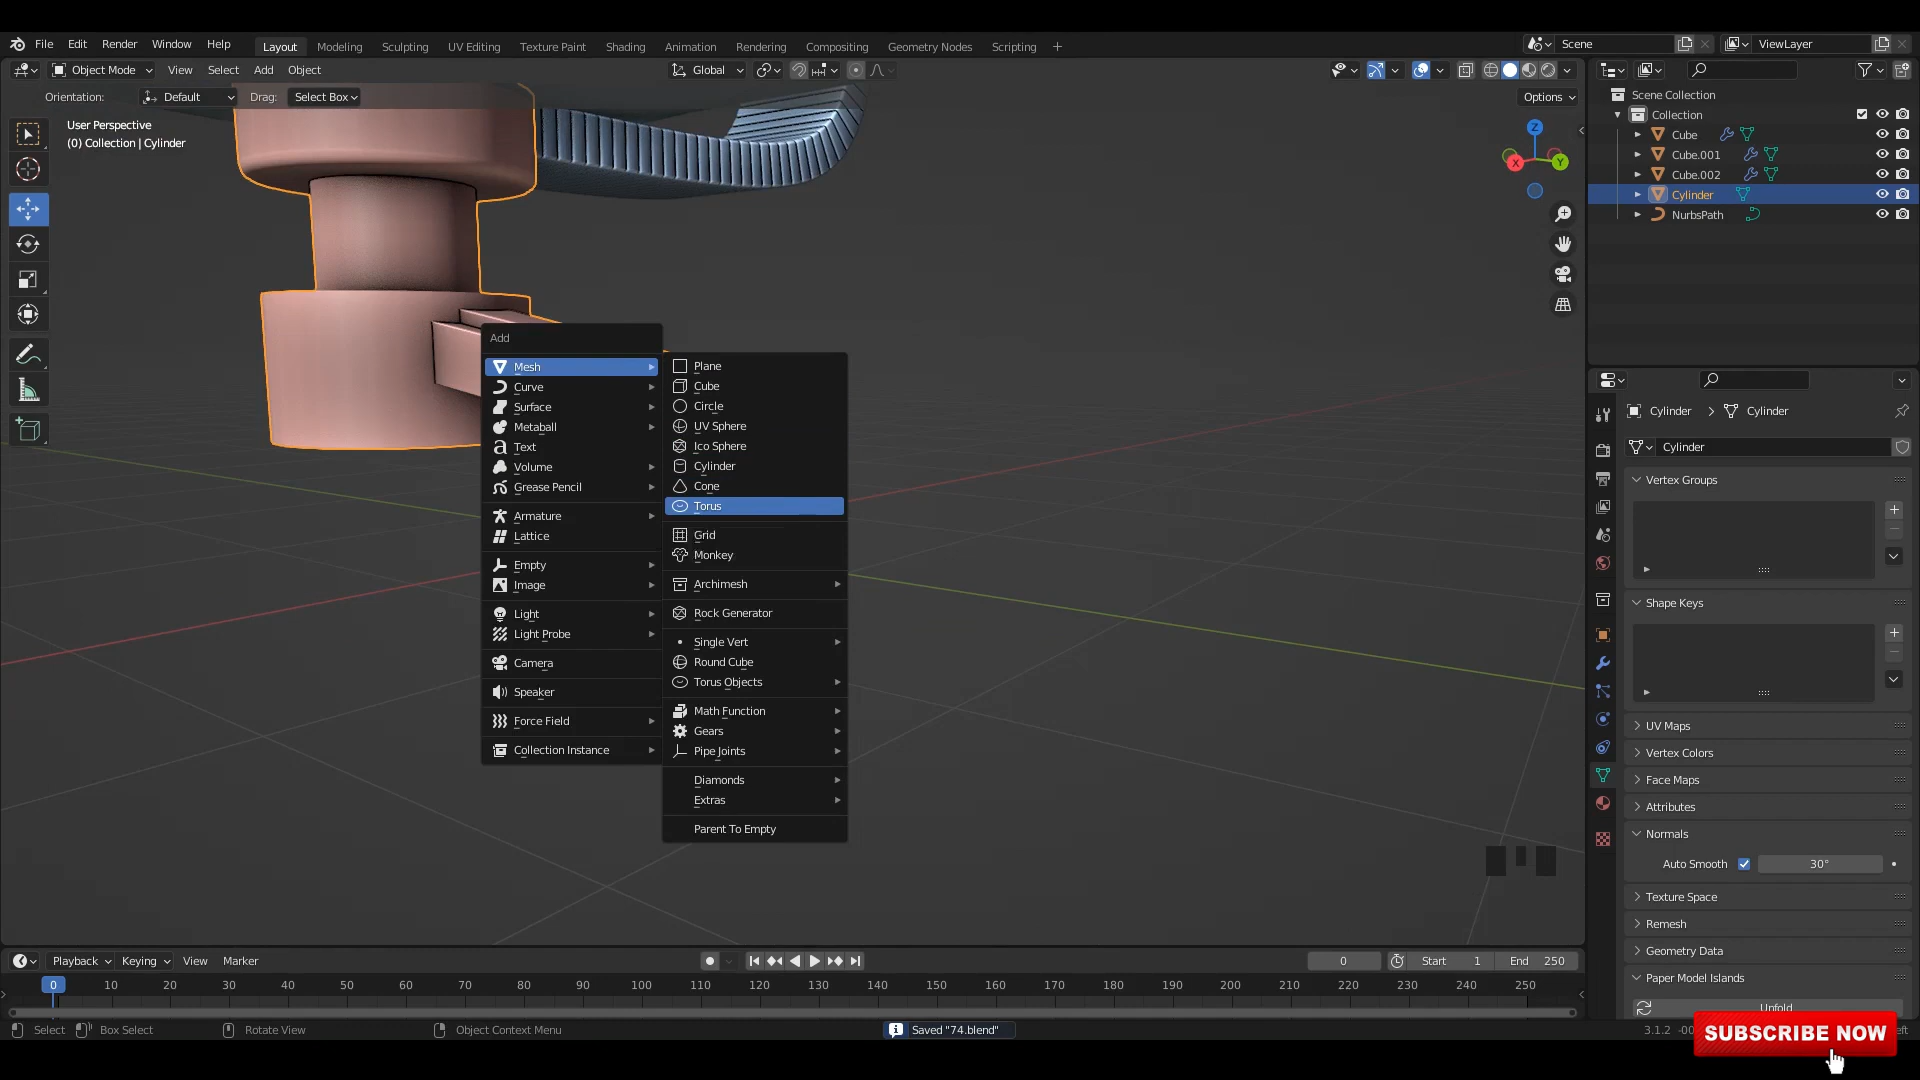 File Edit Render Window Help Layout Modeling Sculpting UV Editing Texture Paint Shading Animation Rendering Compositing Geometry Nodes Scripting + Scene ViewLayer
Object Mode View Select Add Object Global
Orientation: Default Drag: Select Box Options
User Perspective
(0) Collection | Cylinder
Z
X
Y
Scene Collection
Collection
Cube
Cube.001
Cube.002
Cylinder
NurbsPath
Add
Mesh
Curve
Surface
Metaball
Text
Volume
Grease Pencil
Armature
Lattice
Empty
Image
Light
Light Probe
Camera
Speaker
Force Field
Collection Instance
Plane
Cube
Circle
UV Sphere
Ico Sphere
Cylinder
Cone
Torus
Grid
Monkey
Archimesh
Rock Generator
Single Vert
Round Cube
Torus Objects
Math Function
Gears
Pipe Joints
Diamonds
Extras
Parent To Empty
Cylinder > Cylinder
Cylinder
Vertex Groups
Shape Keys
UV Maps
Vertex Colors
Face Maps
Attributes
Normals
Auto Smooth 30°
Texture Space
Remesh
Geometry Data
Paper Model Islands
Unfold
Playback Keying View Marker 0 Start 1 End 250
0 10 20 30 40 50 60 70 80 90 100 110 120 130 140 150 160 170 180 190 200 210 220 230 240 250
Select Box Select Rotate View Object Context Menu Saved "74.blend" 3.1.2
SUBSCRIBE NOW